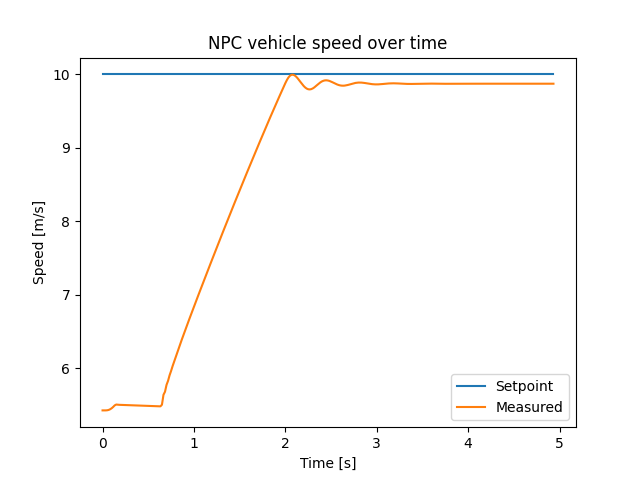 NPC vehicle speed over time
10
9
8
7
6
Speed [m/s]
0 1 2 3 4 5
Time [s]
Setpoint
Measured